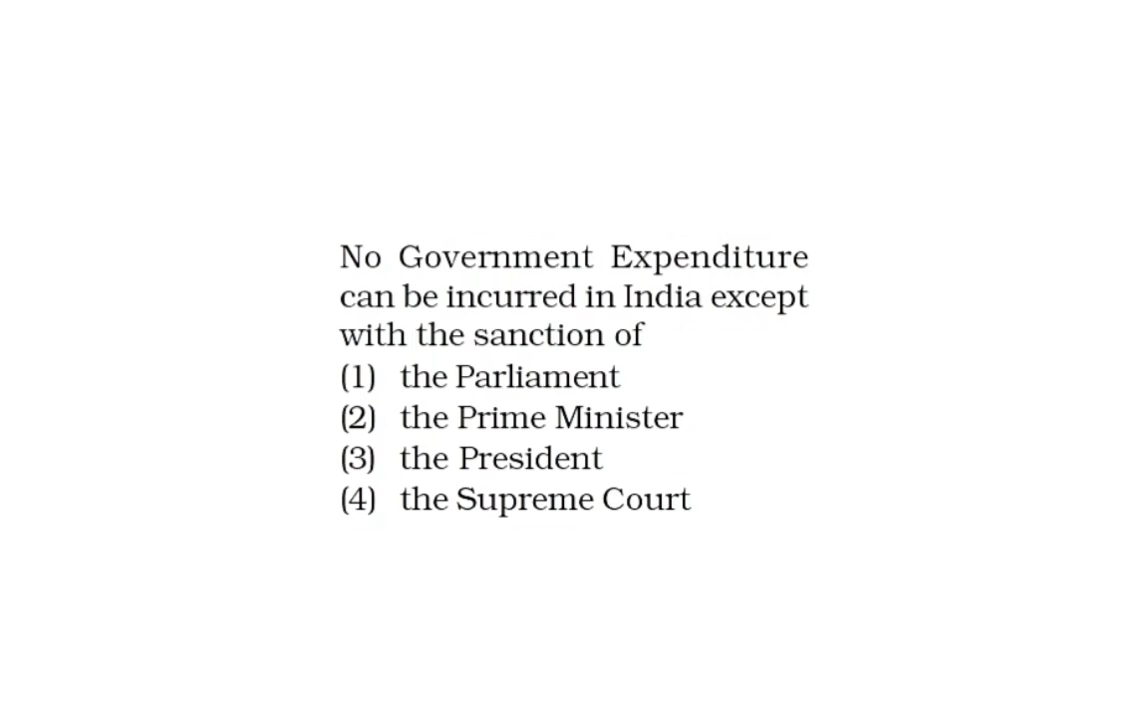 No Government Expenditure
can be incurred in India except
with the sanction of
(1) the Parliament
(2) the Prime Minister
(3) the President
(4) the Supreme Court